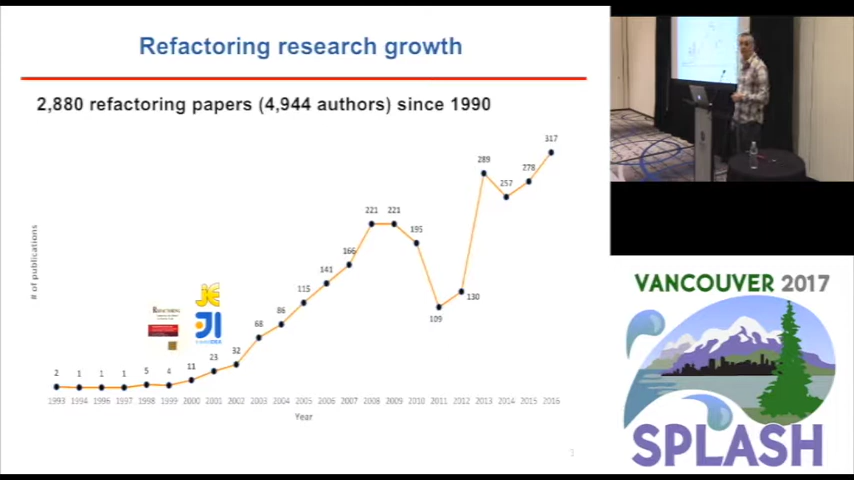 Refactoring research growth
2,880 refactoring papers (4,944 authors) since 1990
# of publications
2 1 1 1 5 4 11 23 32 68 86 115 141 166 221 221 195 109 130 289 257 278 317
1993 1994 1996 1997 1998 1999 2000 2001 2002 2003 2004 2005 2006 2007 2008 2009 2010 2011 2012 2013 2014 2015 2016
Year
VANCOUVER 2017
SPLASH